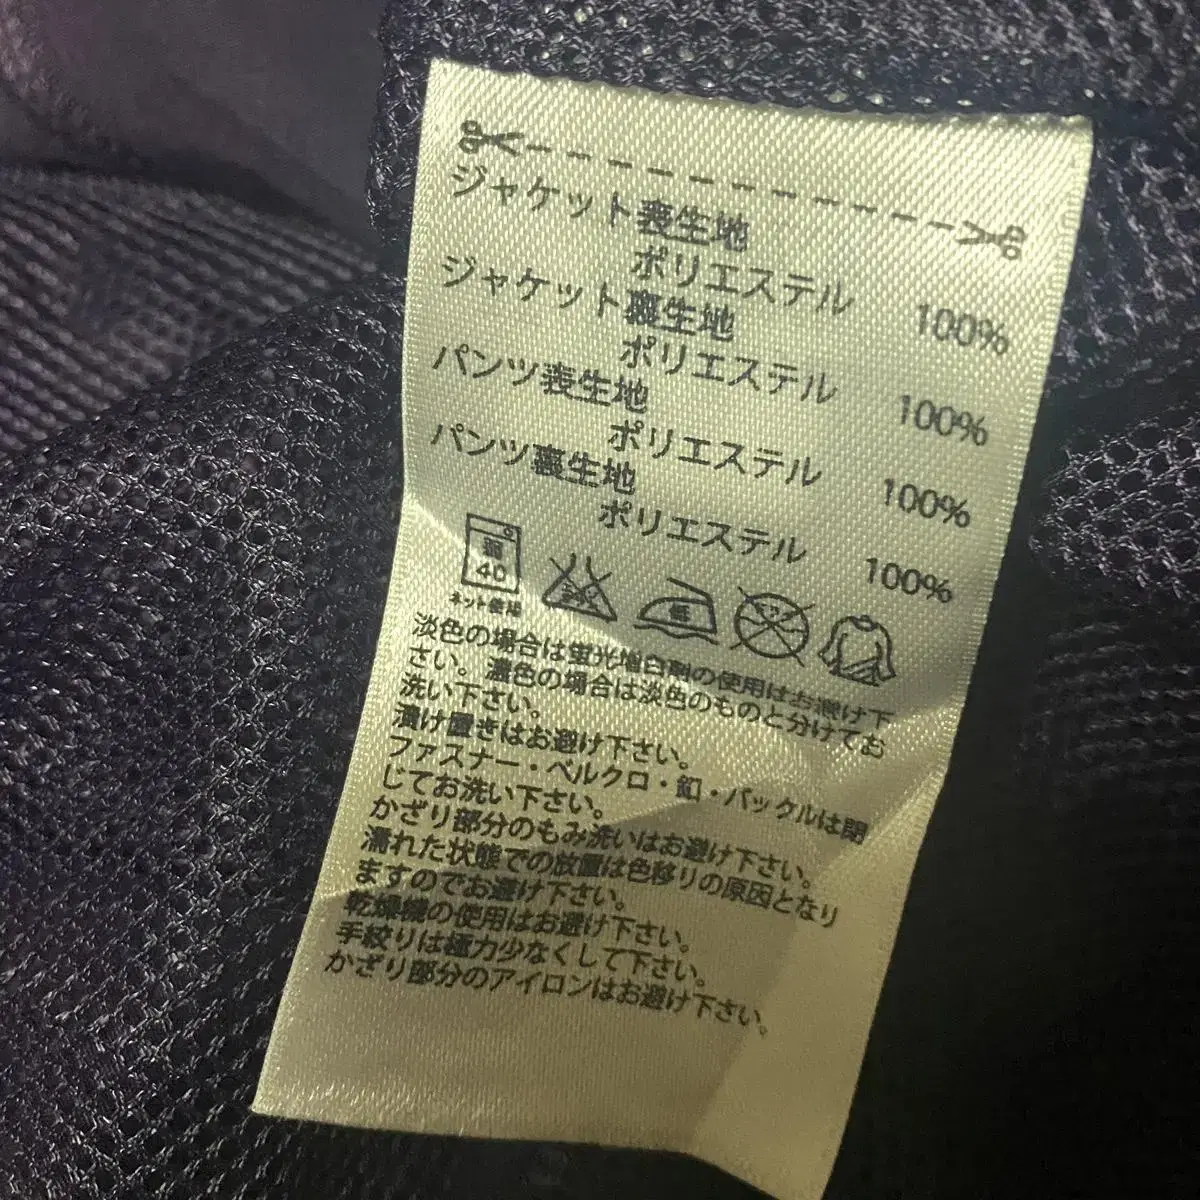 ジャケット表生地
ポリエステル 100%
ジャケット裏生地
ポリエステル 100%
パンツ表生地
ポリエステル 100%
パンツ裏生地
ポリエステル 100%
弱
40
ネット使用
淡色の場合は蛍光増白剤の使用はお避け下
さい。濃色の場合は淡色のものと分けてお
洗い下さい。
漬け置きはお避け下さい。
ファスナー・ベルクロ・釦・バックルは閉
じてお洗い下さい。
かざり部分のもみ洗いはお避け下さい。
濡れた状態での放置は色移りの原因となり
ますのでお避け下さい。
乾燥機の使用はお避け下さい。
手絞りは極力少なくして下さい。
かざり部分のアイロンはお避け下さい。